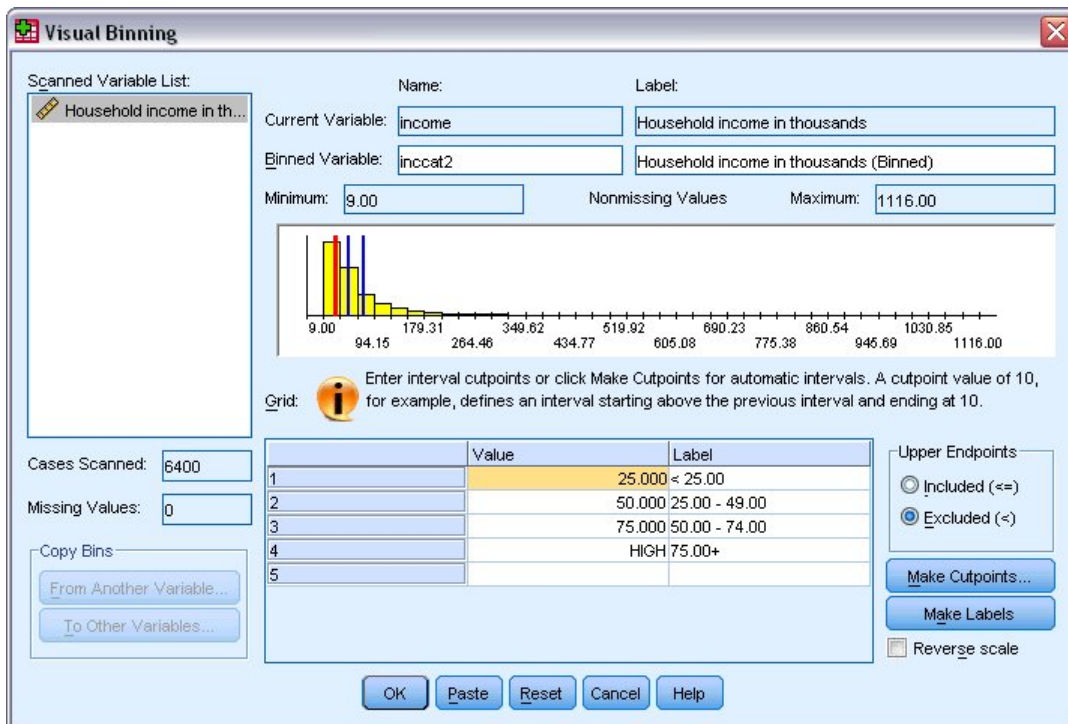 Visual Binning
Scanned Variable List:
Household income in th...
Name:
Label:
Current Variable:
income
Household income in thousands
Binned Variable:
inccat2
Household income in thousands (Binned)
Minimum:
9.00
Nonmissing Values
Maximum:
1116.00
9.00 179.31 349.62 519.92 690.23 860.54 1030.85
94.15 264.46 434.77 605.08 775.38 945.69 1116.00
Grid:
Enter interval cutpoints or click Make Cutpoints for automatic intervals. A cutpoint value of 10,
for example, defines an interval starting above the previous interval and ending at 10.
Value Label
1 25.000 < 25.00
2 50.000 25.00 - 49.00
3 75.000 50.00 - 74.00
4 HIGH 75.00+
5
Cases Scanned:
6400
Missing Values:
0
Copy Bins
From Another Variable...
To Other Variables...
Upper Endpoints
Included (<=)
Excluded (<)
Make Cutpoints...
Make Labels
Reverse scale
OK
Paste
Reset
Cancel
Help